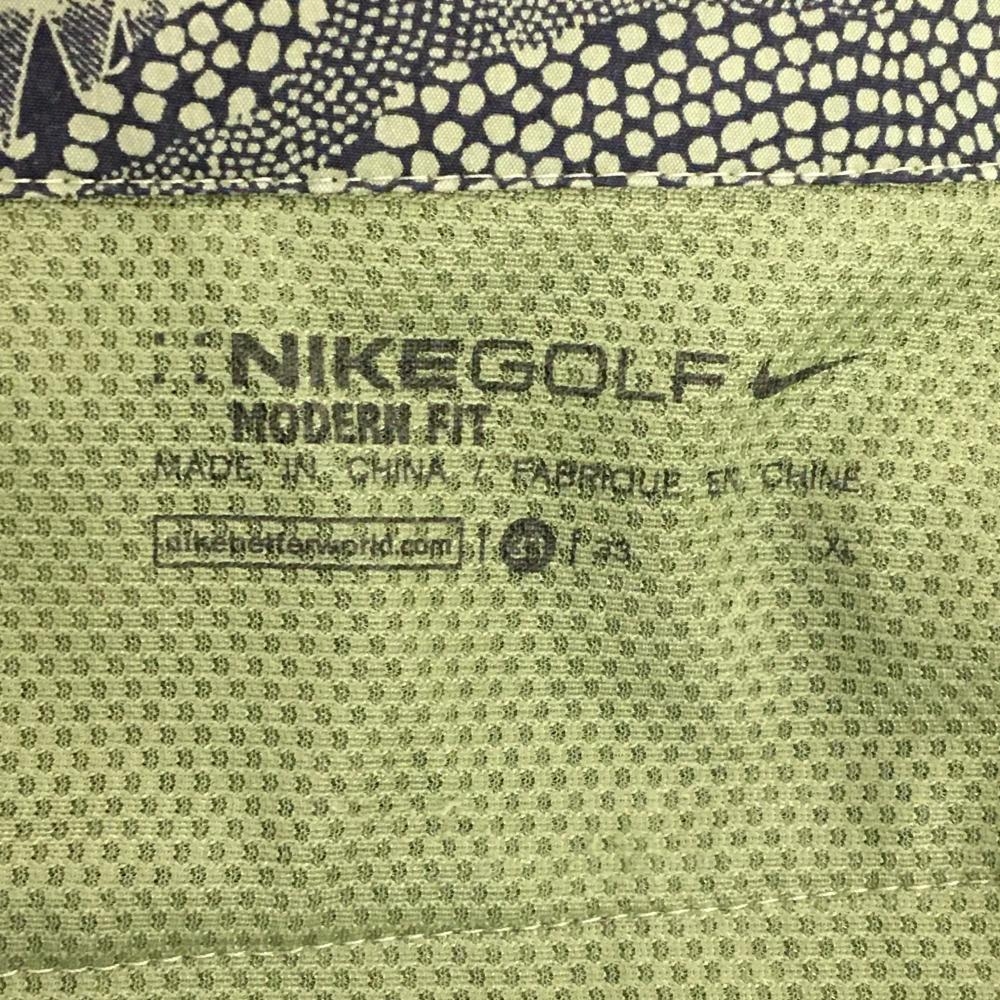 NIKEGOLF
MODERN FIT
MADE IN CHINA / FABRIQUE EN CHINE
nikebetterworld.com | |